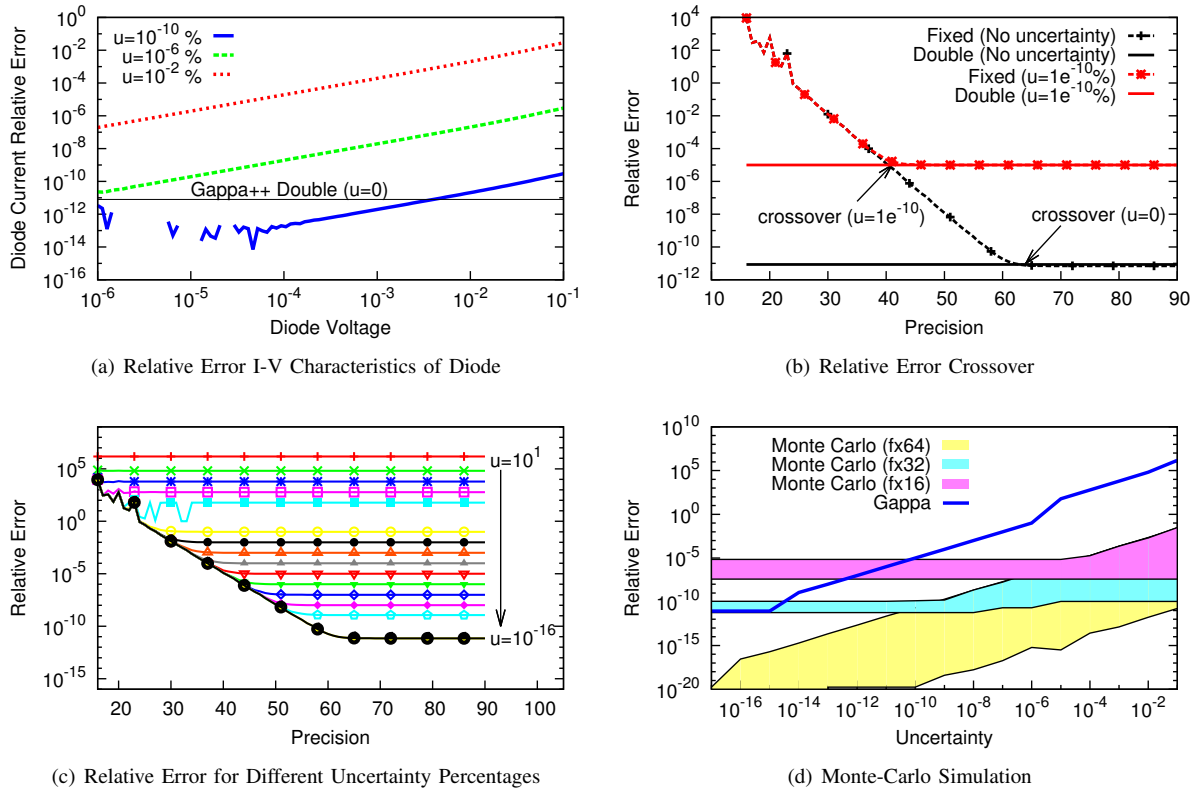 10^0
10^-2
10^-4
10^-6
10^-8
10^-10
10^-12
10^-14
10^-16
Diode Current Relative Error
u=10^-10 %
u=10^-6 %
u=10^-2 %
Gappa++ Double (u=0)
10^-6 10^-5 10^-4 10^-3 10^-2 10^-1
Diode Voltage
(a) Relative Error I-V Characteristics of Diode
10^4
10^2
10^0
10^-2
10^-4
10^-6
10^-8
10^-10
10^-12
Relative Error
Fixed (No uncertainty)
Double (No uncertainty)
Fixed (u=1e^-10%)
Double (u=1e^-10%)
crossover (u=1e^-10)
crossover (u=0)
10 20 30 40 50 60 70 80 90
Precision
(b) Relative Error Crossover
10^5
10^0
10^-5
10^-10
10^-15
Relative Error
u=10^1
u=10^-16
20 30 40 50 60 70 80 90 100
Precision
(c) Relative Error for Different Uncertainty Percentages
10^10
10^5
10^0
10^-5
10^-10
10^-15
10^-20
Relative Error
Monte Carlo (fx64)
Monte Carlo (fx32)
Monte Carlo (fx16)
Gappa
10^-16 10^-14 10^-12 10^-10 10^-8 10^-6 10^-4 10^-2
Uncertainty
(d) Monte-Carlo Simulation